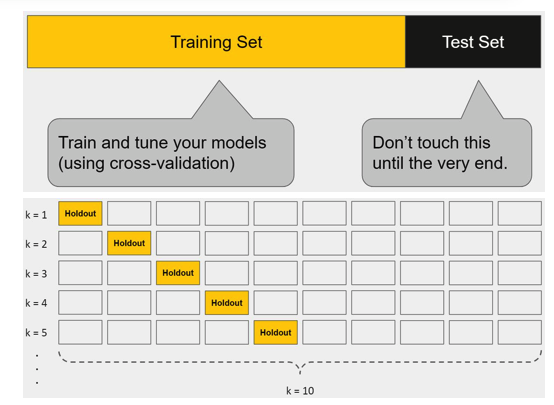 Training Set
Test Set
Train and tune your models
(using cross-validation)
Don't touch this
until the very end.
k = 1 Holdout
k = 2 Holdout
k = 3 Holdout
k = 4 Holdout
k = 5 Holdout
.
.
.
k = 10